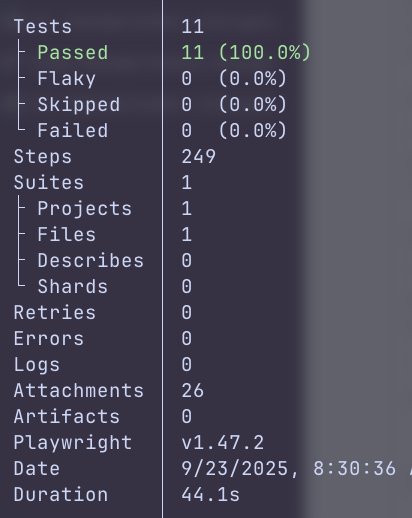 Tests 11
Passed 11 (100.0%)
Flaky 0 (0.0%)
Skipped 0 (0.0%)
Failed 0 (0.0%)
Steps 249
Suites 1
Projects 1
Files 1
Describes 0
Shards 0
Retries 0
Errors 0
Logs 0
Attachments 26
Artifacts 0
Playwright v1.47.2
Date 9/23/2025, 8:30:36
Duration 44.1s